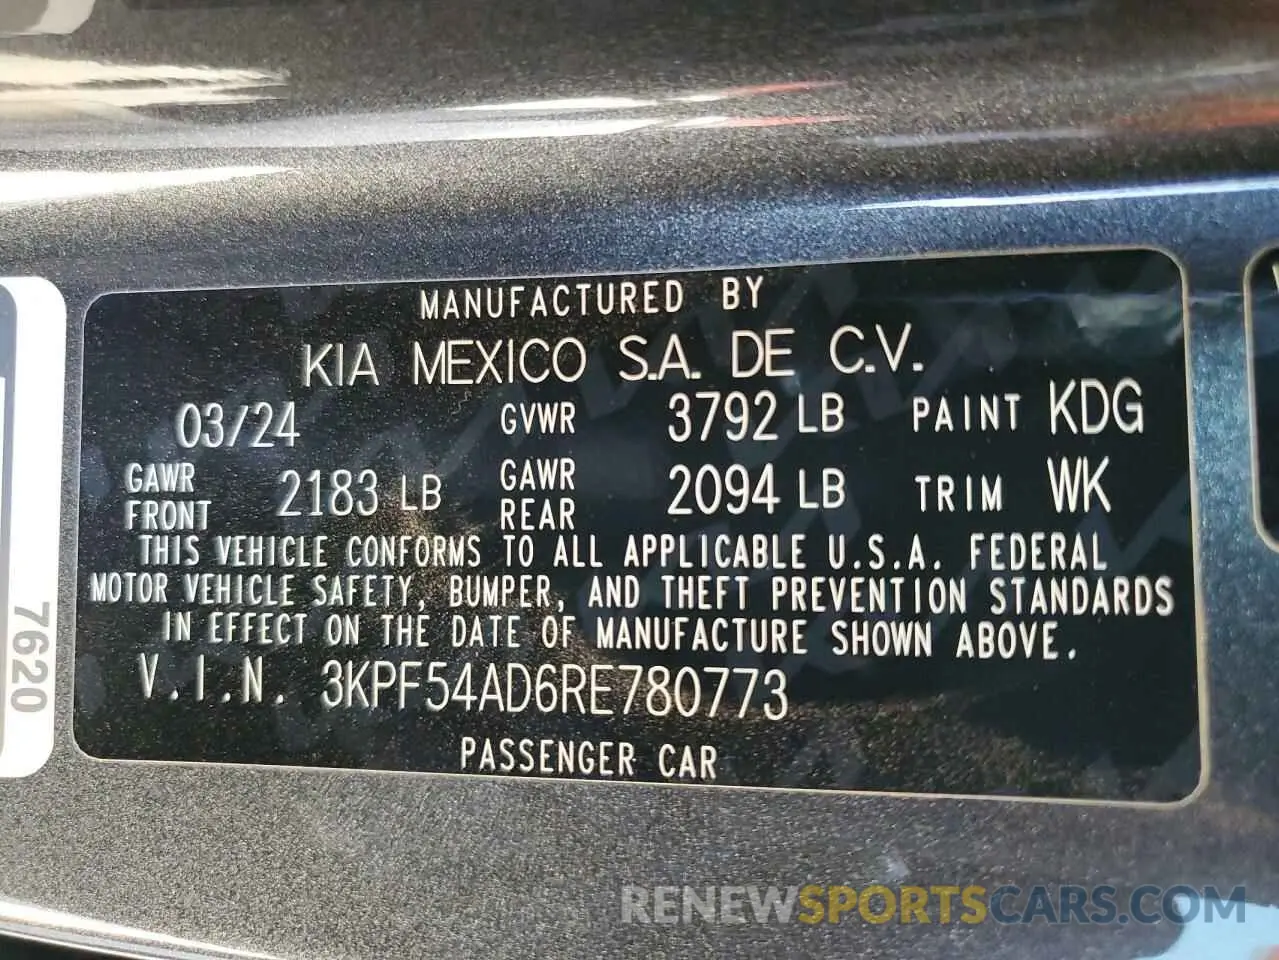 MANUFACTURED BY
KIA MEXICO S.A. DE C.V.
03/24 GVWR 3792 LB PAINT KDG
GAWR FRONT 2183 LB GAWR REAR 2094 LB TRIM WK
THIS VEHICLE CONFORMS TO ALL APPLICABLE U.S.A. FEDERAL
MOTOR VEHICLE SAFETY, BUMPER, AND THEFT PREVENTION STANDARDS
IN EFFECT ON THE DATE OF MANUFACTURE SHOWN ABOVE.
V.I.N. 3KPF54AD6RE780773
PASSENGER CAR
7620
RENEWSPORTSCARS.COM